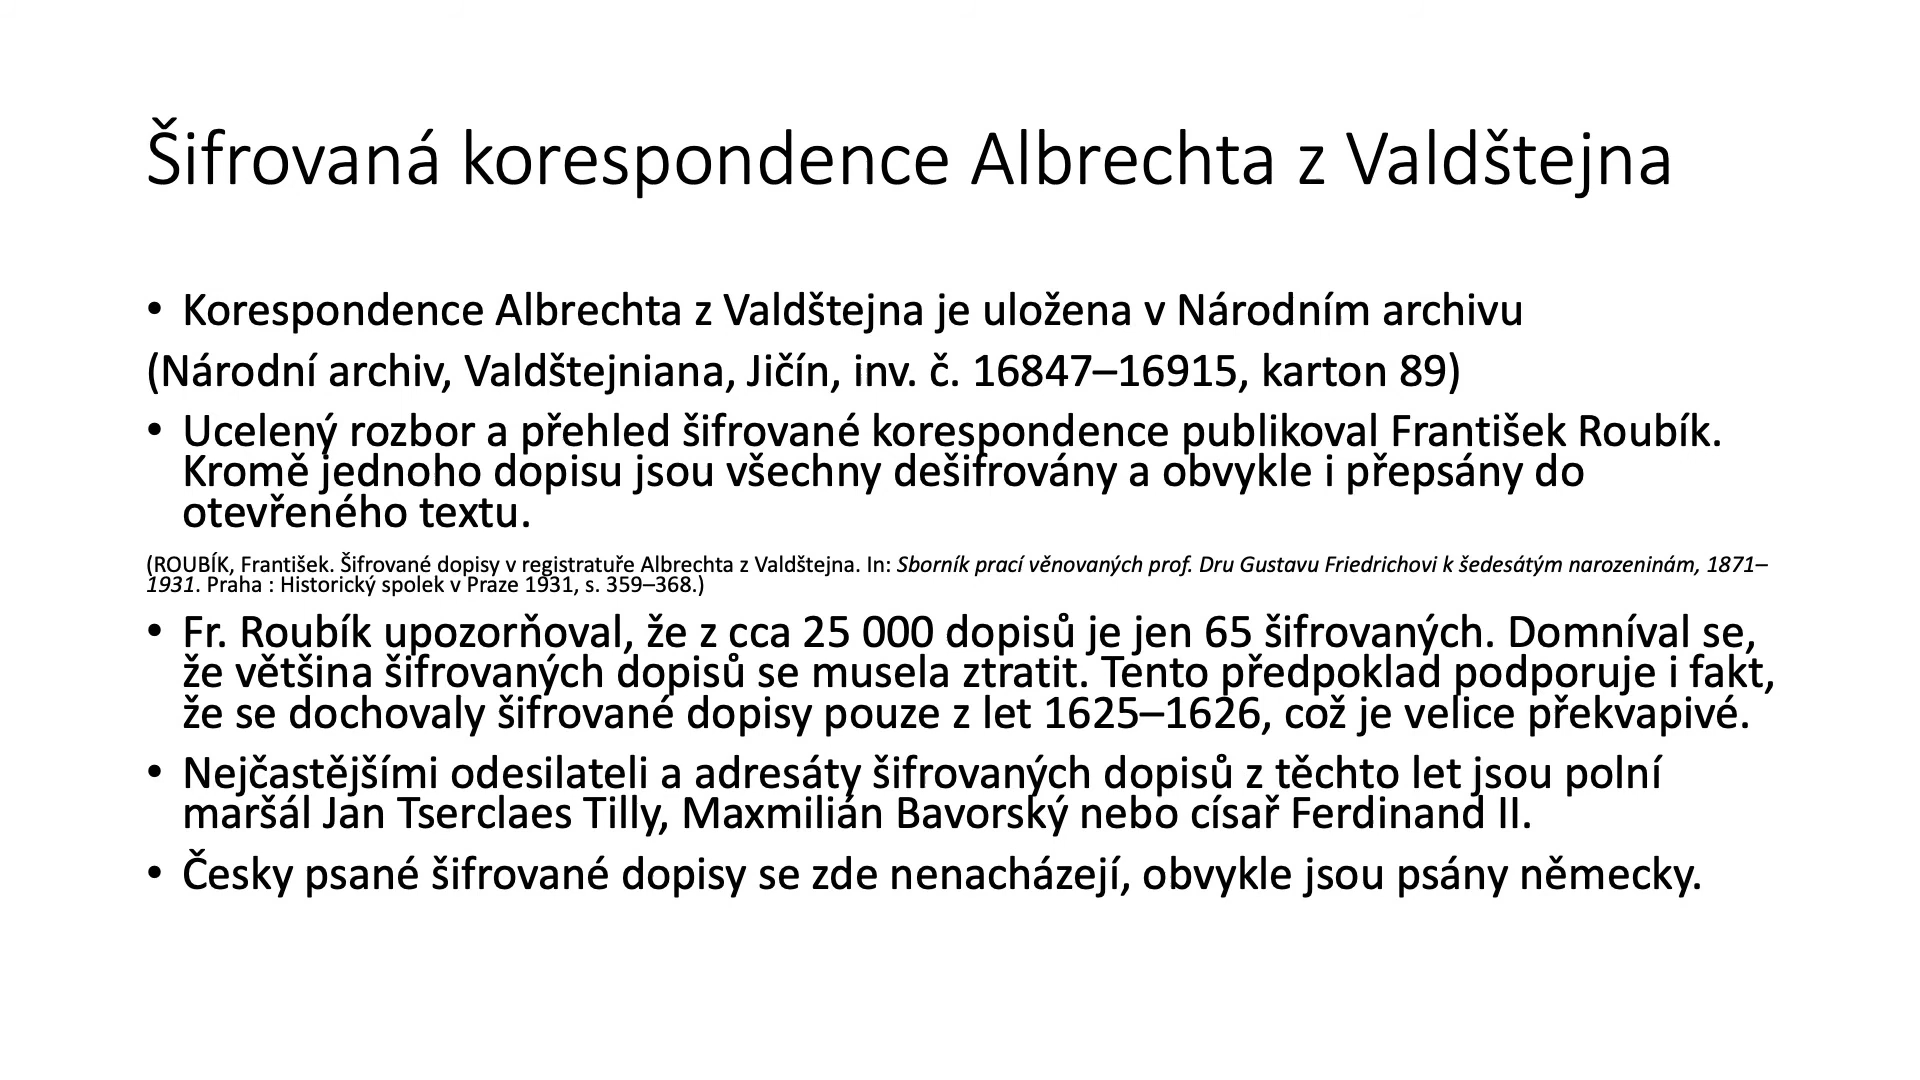 Šifrovaná korespondence Albrechta z Valdštejna
• Korespondence Albrechta z Valdštejna je uložena v Národním archivu
(Národní archiv, Valdštejniana, Jičín, inv. č. 16847–16915, karton 89)
• Ucelený rozbor a přehled šifrované korespondence publikoval František Roubík.
Kromě jednoho dopisu jsou všechny dešifrovány a obvykle i přepsány do
otevřeného textu.
(ROUBÍK, František. Šifrované dopisy v registratuře Albrechta z Valdštejna. In: Sborník prací věnovaných prof. Dru Gustavu Friedrichovi k šedesátým narozeninám, 1871–
1931. Praha : Historický spolek v Praze 1931, s. 359–368.)
• Fr. Roubík upozorňoval, že z cca 25 000 dopisů je jen 65 šifrovaných. Domníval se,
že většina šifrovaných dopisů se musela ztratit. Tento předpoklad podporuje i fakt,
že se dochovaly šifrované dopisy pouze z let 1625–1626, což je velice překvapivé.
• Nejčastějšími odesilateli a adresáty šifrovaných dopisů z těchto let jsou polní
maršál Jan Tserclaes Tilly, Maxmilián Bavorský nebo císař Ferdinand II.
• Česky psané šifrované dopisy se zde nenacházejí, obvykle jsou psány německy.